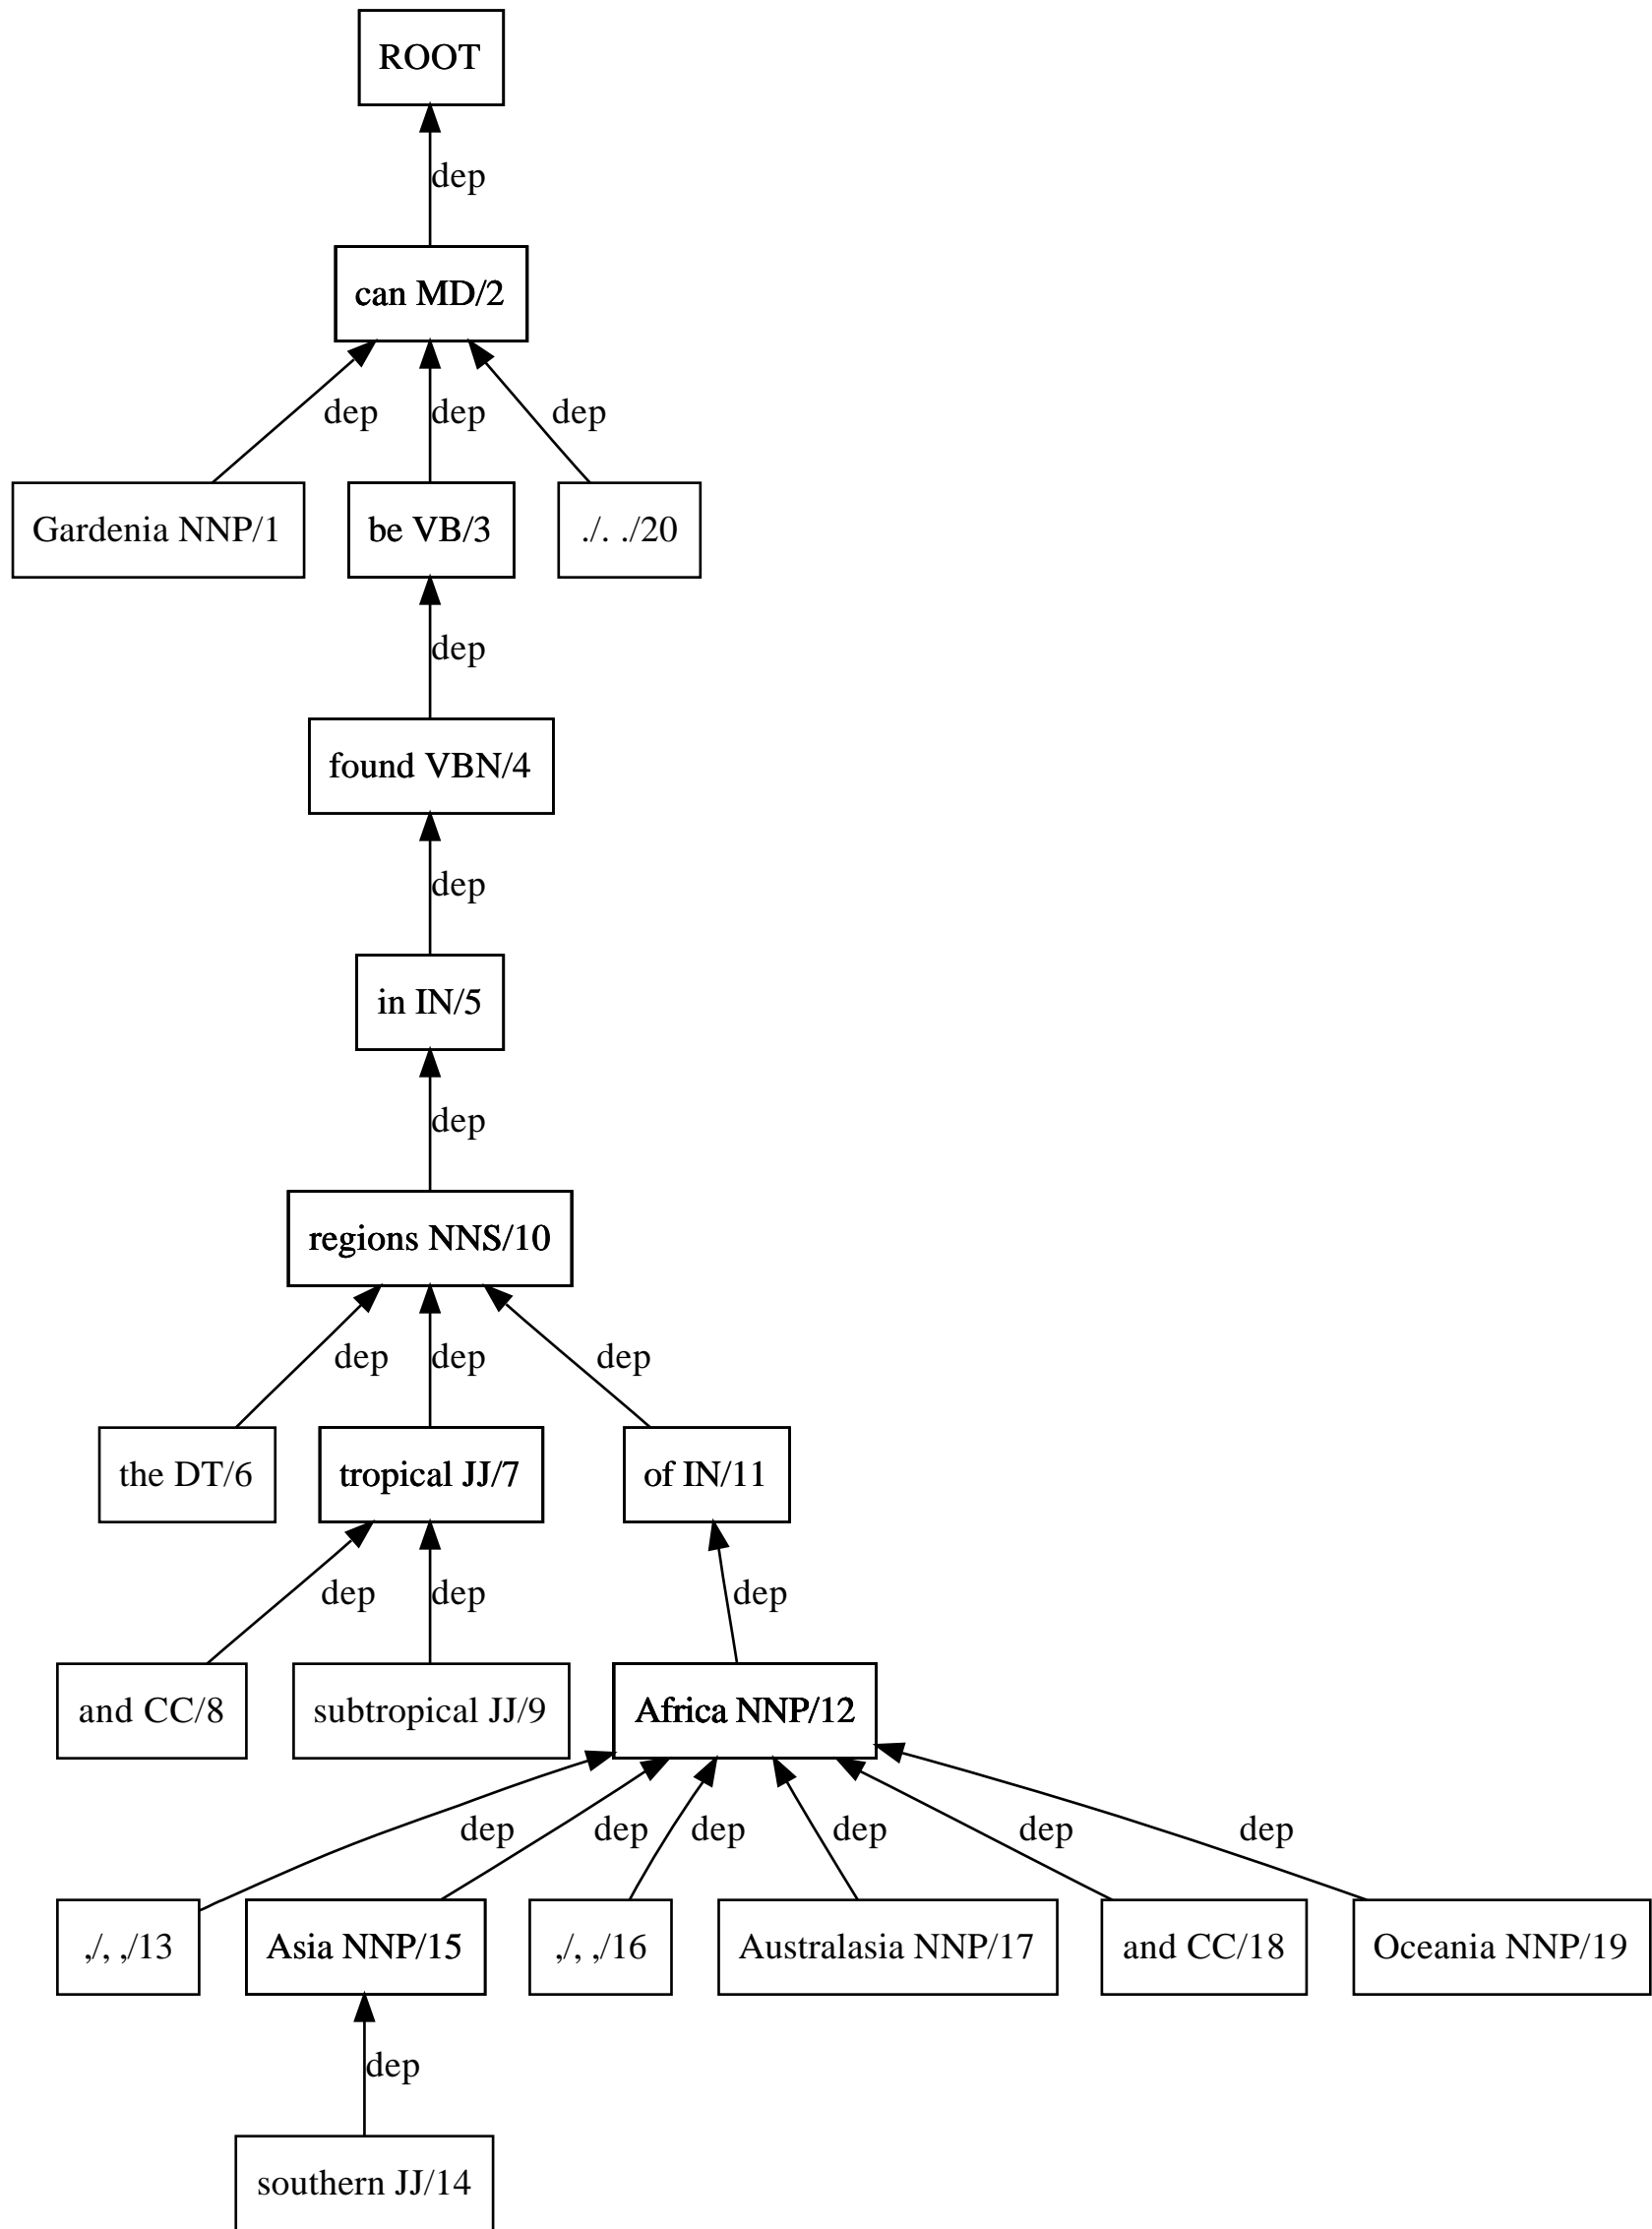 ROOT
dep
can MD/2
dep dep dep
Gardenia NNP/1 be VB/3 ./. ./20
dep
found VBN/4
dep
in IN/5
dep
regions NNS/10
dep dep dep
the DT/6 tropical JJ/7 of IN/11
dep dep dep
and CC/8 subtropical JJ/9 Africa NNP/12
dep dep dep dep dep dep
,/, ,/13 Asia NNP/15 ,/, ,/16 Australasia NNP/17 and CC/18 Oceania NNP/19
dep
southern JJ/14